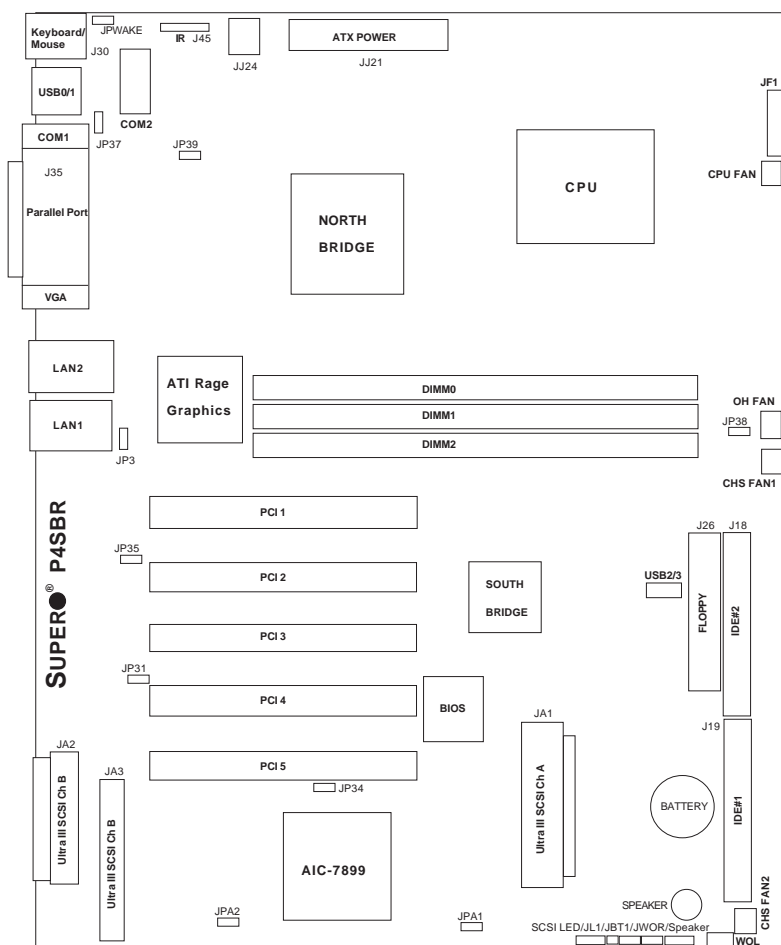 Keyboard/
Mouse
JPWAKE
J30
IR J45
JJ24
ATX POWER
JJ21
USB0/1
COM2
JF1
COM1
JP37
JP39
CPU FAN
J35
Parallel Port
CPU
NORTH
BRIDGE
VGA
LAN2
ATI Rage
Graphics
DIMM0
DIMM1
DIMM2
OH FAN
LAN1
JP38
JP3
CHS FAN1
PCI 1
SUPER® P4SBR
J26
J18
JP35
PCI 2
SOUTH
BRIDGE
USB2/3
FLOPPY
IDE#2
PCI 3
JP31
PCI 4
BIOS
JA1
J19
JA2
PCI 5
JA3
JP34
Ultra III SCSI Ch B
Ultra III SCSI Ch B
Ultra III SCSI Ch A
BATTERY
IDE#1
AIC-7899
SPEAKER
CHS FAN2
JPA2
JPA1
SCSI LED/JL1/JBT1/JWOR/Speaker
WOL